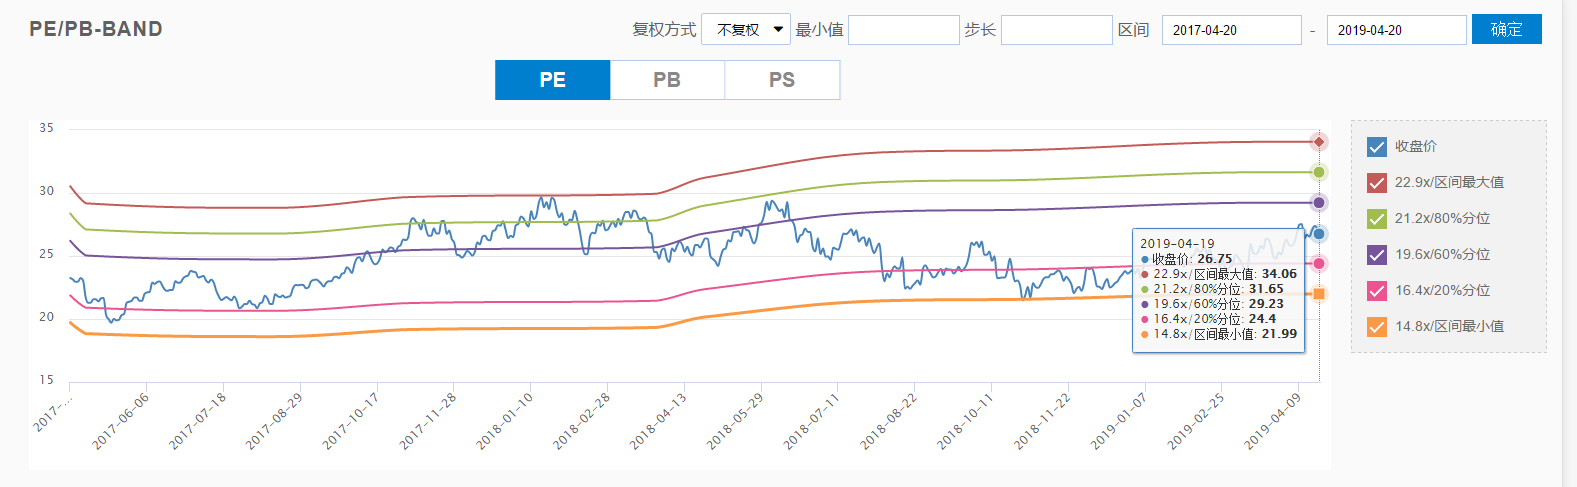 PE/PB-BAND
复权方式 不复权 最小值 步长 区间 2017-04-20 - 2019-04-20 确定
PE PB PS
35
30
25
20
15
2017-... 2017-06-06 2017-07-18 2017-08-29 2017-10-17 2017-11-28 2018-01-10 2018-02-28 2018-04-13 2018-05-29 2018-07-11 2018-08-22 2018-10-11 2018-11-22 2019-01-07 2019-02-25 2019-04-09
2019-04-19
收盘价: 26.75
22.9x/区间最大值: 34.06
21.2x/80%分位: 31.65
19.6x/60%分位: 29.23
16.4x/20%分位: 24.4
14.8x/区间最小值: 21.99
收盘价
22.9x/区间最大值
21.2x/80%分位
19.6x/60%分位
16.4x/20%分位
14.8x/区间最小值